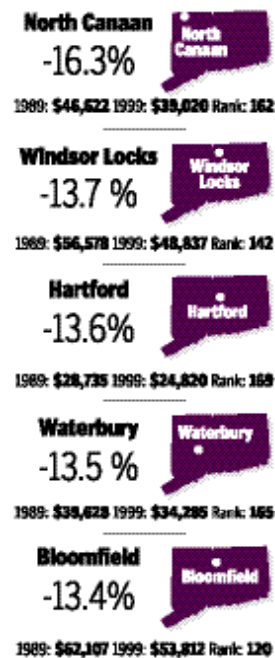 North Canaan
-16.3%
North
Canaan
1989: $46,622 1999: $39,020 Rank: 162
Windsor Locks
-13.7 %
Windsor
Locks
1989: $56,578 1999: $48,837 Rank: 142
Hartford
-13.6%
Hartford
1989: $28,735 1999: $24,820 Rank: 169
Waterbury
-13.5 %
Waterbury
1989: $39,628 1999: $34,285 Rank: 165
Bloomfield
-13.4%
Bloomfield
1989: $62,107 1999: $53,812 Rank: 120